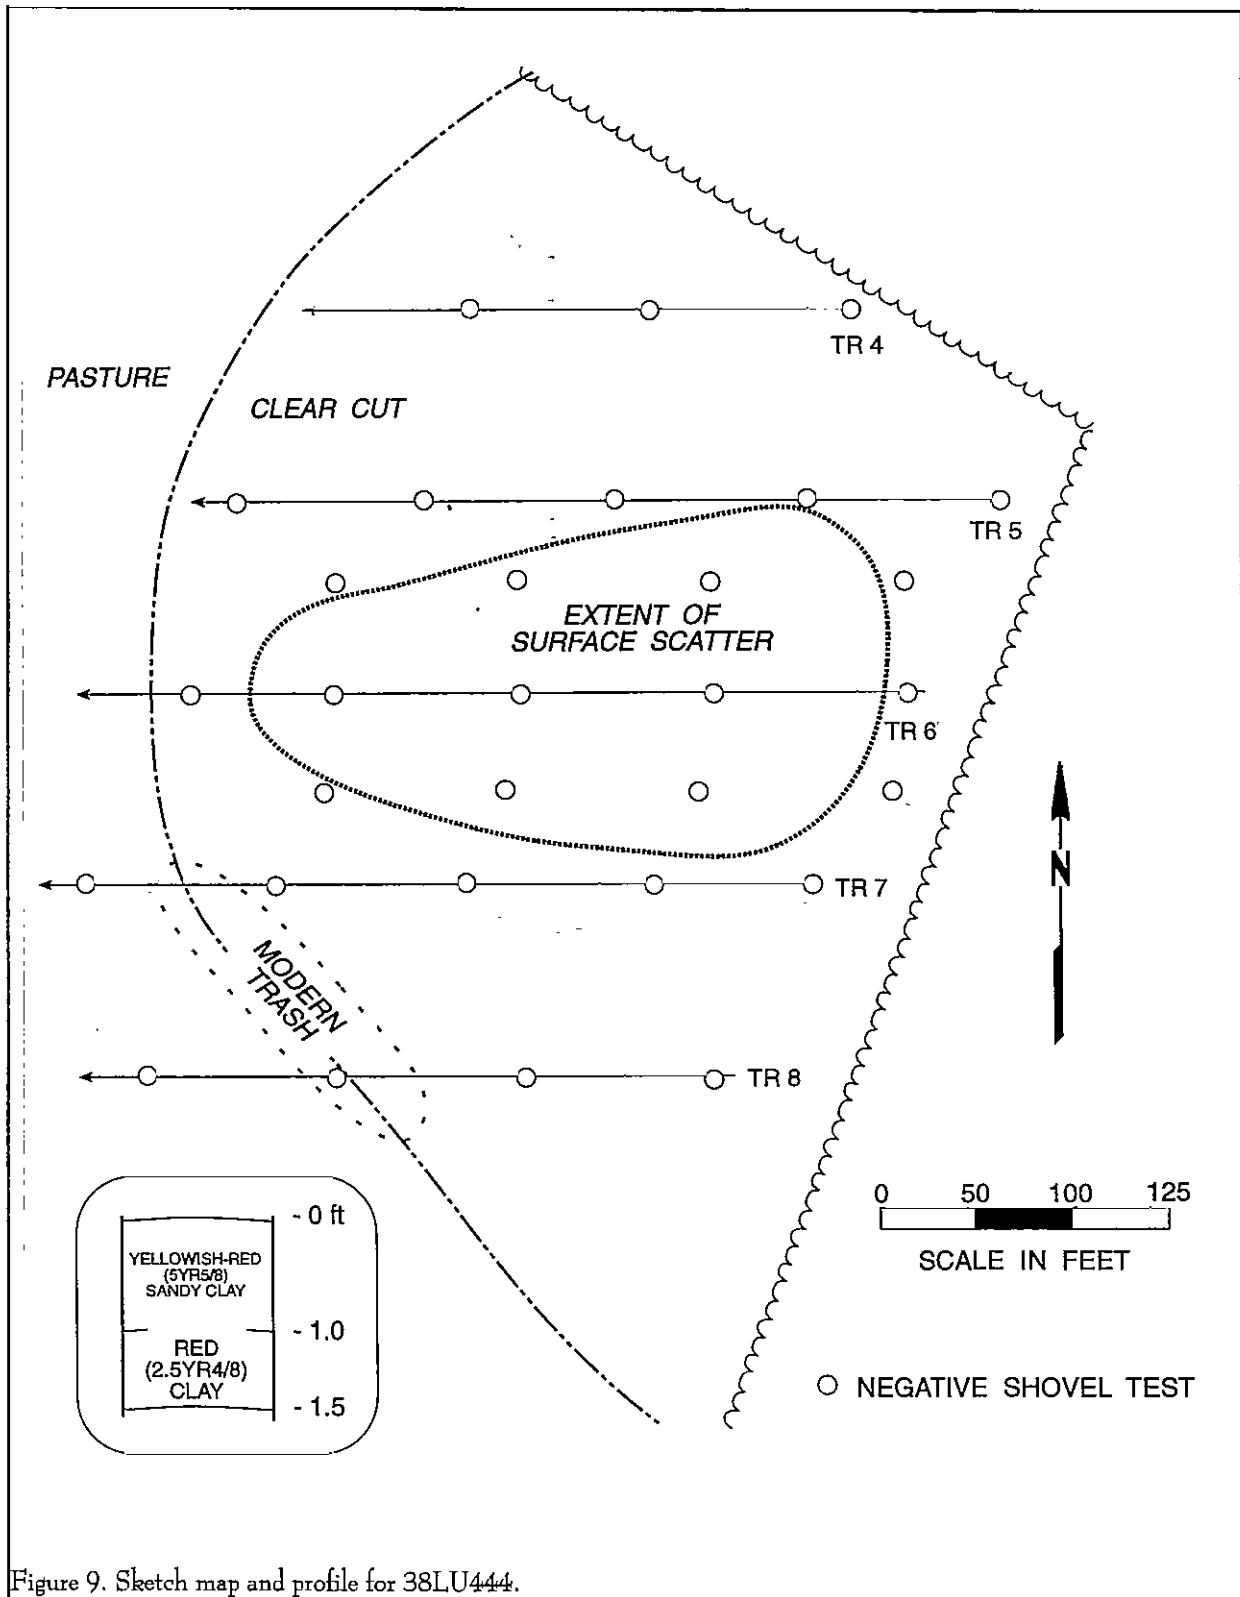 TR 4
PASTURE
CLEAR CUT
TR 5
EXTENT OF
SURFACE SCATTER
TR 6
N
TR 7
MODERN
TRASH
TR 8
0 50 100 125
SCALE IN FEET
- 0 ft
YELLOWISH-RED
(5YR5/8)
SANDY CLAY
- 1.0
RED
(2.5YR4/8)
CLAY
- 1.5
NEGATIVE SHOVEL TEST
Figure 9. Sketch map and profile for 38LU444.